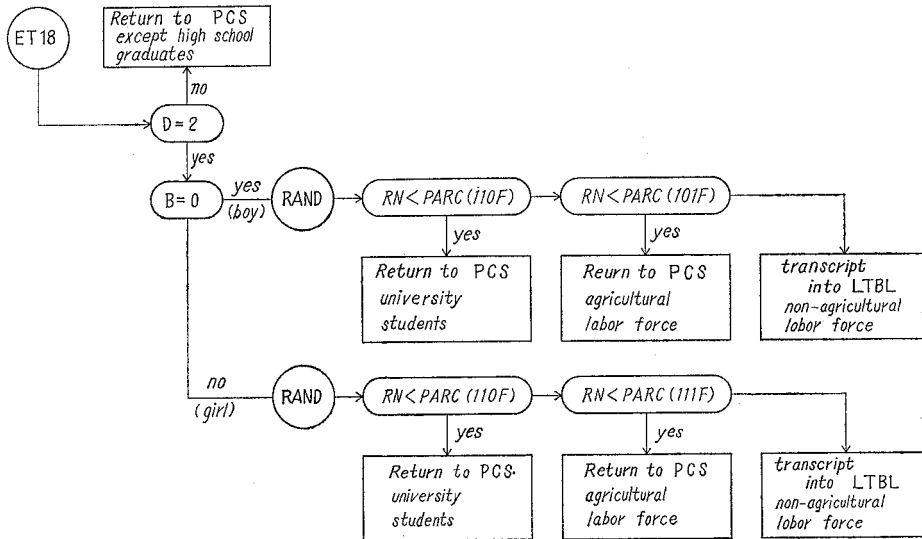 ET18
Return to PCS
except high school
graduates
no
D=2
yes
B=0
yes
(boy)
RAND
RN<PARC(i10F)
RN<PARC(101F)
yes
yes
Return to PCS
university
students
Reurn to PCS
agricultural
labor force
transcript
into LTBL
non-agricultural
labor force
no
(girl)
RAND
RN<PARC(110F)
RN<PARC(111F)
yes
yes
Return to PCS.
university
students
Return to PCS
agricultural
labor force
transcript
into LTBL
non-agricultural
labor force